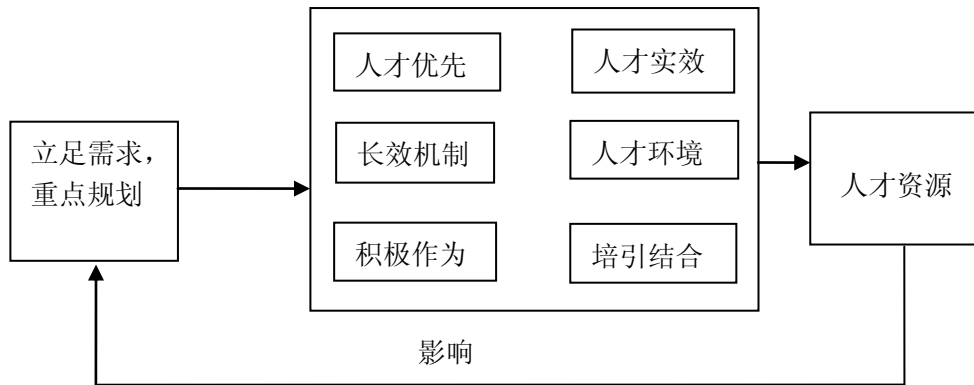 立足需求，
重点规划
人才优先
人才实效
长效机制
人才环境
积极作为
培引结合
人才资源
影响